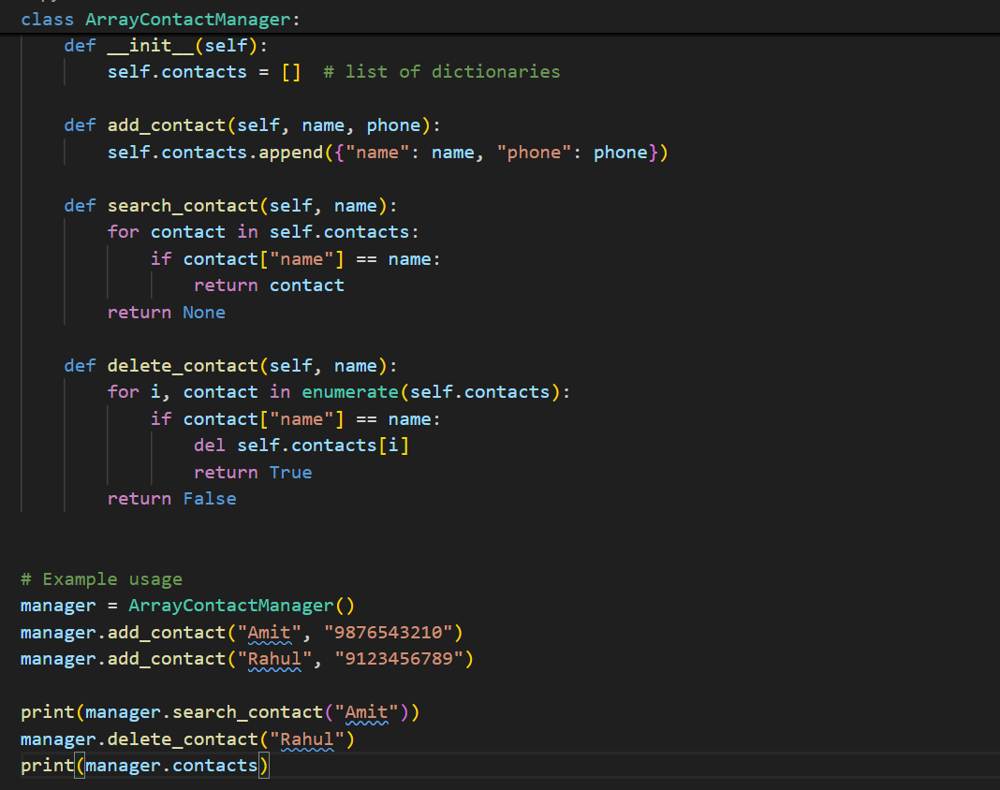 class ArrayContactManager:
    def __init__(self):
        self.contacts = []  # list of dictionaries

    def add_contact(self, name, phone):
        self.contacts.append({"name": name, "phone": phone})

    def search_contact(self, name):
        for contact in self.contacts:
            if contact["name"] == name:
                return contact
        return None

    def delete_contact(self, name):
        for i, contact in enumerate(self.contacts):
            if contact["name"] == name:
                del self.contacts[i]
                return True
        return False


# Example usage
manager = ArrayContactManager()
manager.add_contact("Amit", "9876543210")
manager.add_contact("Rahul", "9123456789")

print(manager.search_contact("Amit"))
manager.delete_contact("Rahul")
print(manager.contacts)